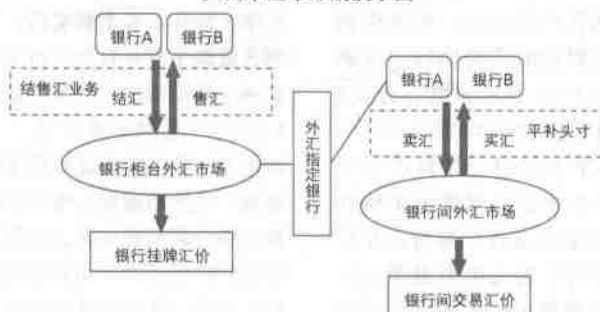 银行A
银行B
结售汇业务
结汇
售汇
银行柜台外汇市场
银行挂牌汇价
外汇指定银行
银行A
银行B
卖汇
买汇
平补头寸
银行间外汇市场
银行间交易汇价